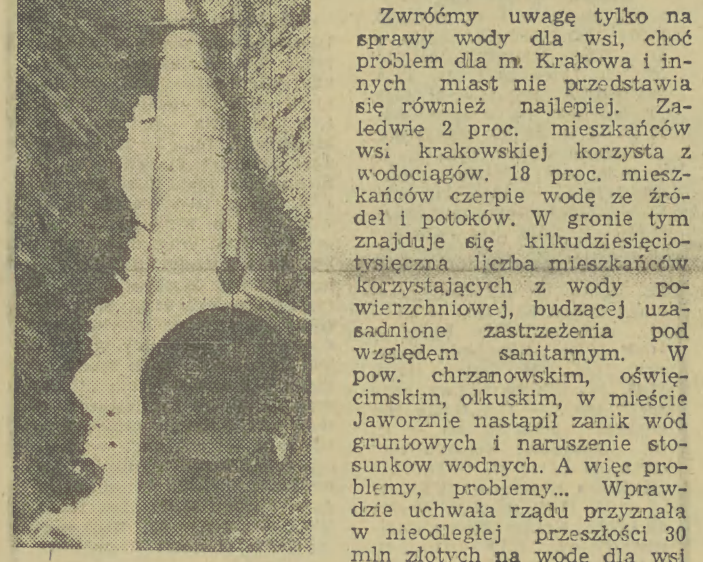 Zwróćmy uwagę tylko na
sprawy wody dla wsi, choć
problem dla m. Krakowa i in-
nych miast nie przedstawia
się również najlepiej. Za-
ledwie 2 proc. mieszkańców
wsi krakowskiej korzysta z
wodociągów. 18 proc. miesz-
kańców czerpie wodę ze źró-
deł i potoków. W gronie tym
znajduje się kilkudziesięcio-
tysięczna liczba mieszkańców
korzystających z wody po-
wierzchniowej, budzącej uza-
sadnione zastrzeżenia pod
względem sanitarnym. W
pow. chrzanowskim, oświę-
cimskim, olkuskim, w mieście
Jaworznie nastąpił zanik wód
gruntowych i naruszenie sto-
sunkow wodnych. A więc pro-
blemy, problemy... Wpraw-
dzie uchwała rządu przyznała
w nieodległej przeszłości 30
mln złotych na wodę dla wsi